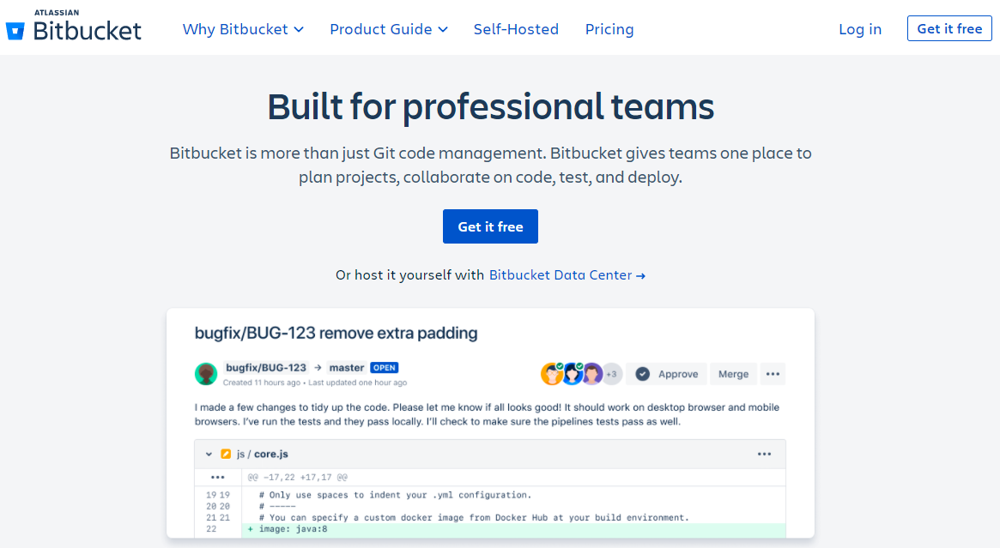 ATLASSIAN
Bitbucket
Why Bitbucket
Product Guide
Self-Hosted
Pricing
Log in
Get it free
Built for professional teams
Bitbucket is more than just Git code management. Bitbucket gives teams one place to
plan projects, collaborate on code, test, and deploy.
Get it free
Or host it yourself with Bitbucket Data Center →
bugfix/BUG-123 remove extra padding
bugfix/BUG-123 → master OPEN
Created 11 hours ago • Last updated one hour ago
+3
Approve
Merge
•••
I made a few changes to tidy up the code. Please let me know if all looks good! It should work on desktop browser and mobile
browsers. I've run the tests and they pass locally. I'll check to make sure the pipelines tests pass as well.
js / core.js •••
••• @@ -17,22 +17,17 @@
19 19 # Only use spaces to indent your .yml configuration.
20 20 # -----
21 21 # You can specify a custom docker image from Docker Hub at your build environment.
22 + image: java:8